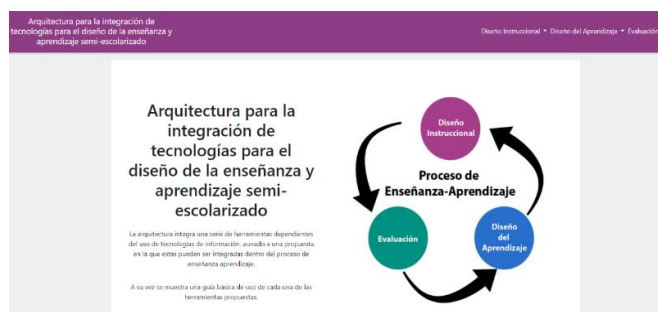 Arquitectura para la integración de
tecnologías para el diseño de la enseñanza y
aprendizaje semi-escolarizado
Diseño Instruccional
Diseño del Aprendizaje
Evaluación
Arquitectura para la
integración de
tecnologías para el
diseño de la enseñanza y
aprendizaje semi-
escolarizado
La arquitectura integra una serie de herramientas dependientes
del uso de tecnologías de información, aunado a una propuesta
en la que estas pueden ser integradas dentro del proceso de
enseñanza aprendizaje.
A su vez se muestra una guía básica de uso de cada una de las
herramientas propuestas.
Diseño
Instruccional
Proceso de
Enseñanza-Aprendizaje
Evaluación
Diseño
del
Aprendizaje